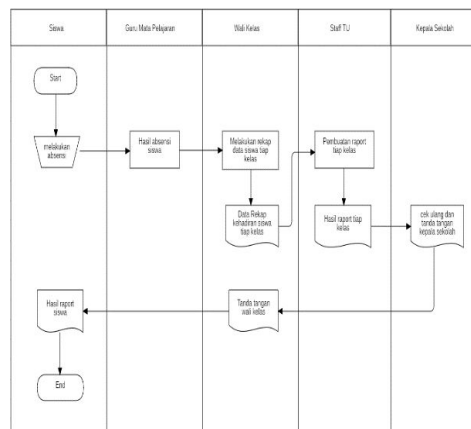 Siswa
Guru Mata Pelajaran
Wali Kelas
Staff TU
Kepala Sekolah
Start
melakukan
absensi
Hasil absensi
siswa
Melakukan rekap
data siswa tiap
kelas
Pembuatan raport
tiap kelas
Data Rekap
kehadiran siswa
tiap kelas
Hasil raport tiap
kelas
cek ulang dan
tanda tangan
kepala sekolah
Hasil raport
siswa
Tanda tangan
wali kelas
End